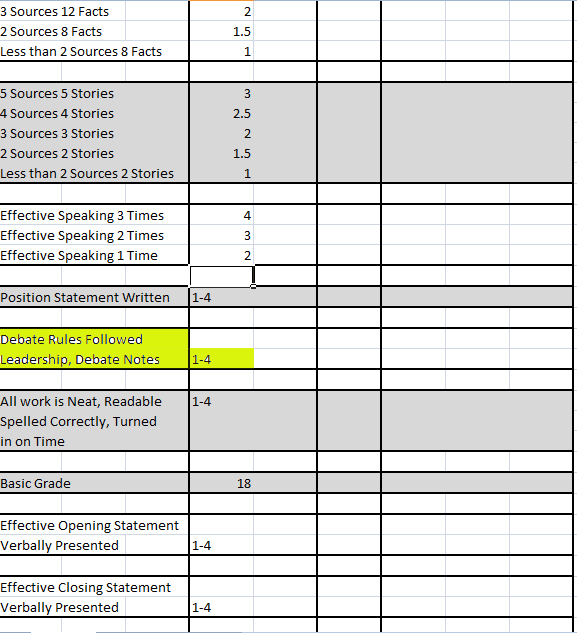 3 Sources 12 Facts 2
2 Sources 8 Facts 1.5
Less than 2 Sources 8 Facts 1
5 Sources 5 Stories 3
4 Sources 4 Stories 2.5
3 Sources 3 Stories 2
2 Sources 2 Stories 1.5
Less than 2 Sources 2 Stories 1
Effective Speaking 3 Times 4
Effective Speaking 2 Times 3
Effective Speaking 1 Time 2
Position Statement Written 1-4
Debate Rules Followed
Leadership, Debate Notes 1-4
All work is Neat, Readable 1-4
Spelled Correctly, Turned
in on Time
Basic Grade 18
Effective Opening Statement
Verbally Presented 1-4
Effective Closing Statement
Verbally Presented 1-4